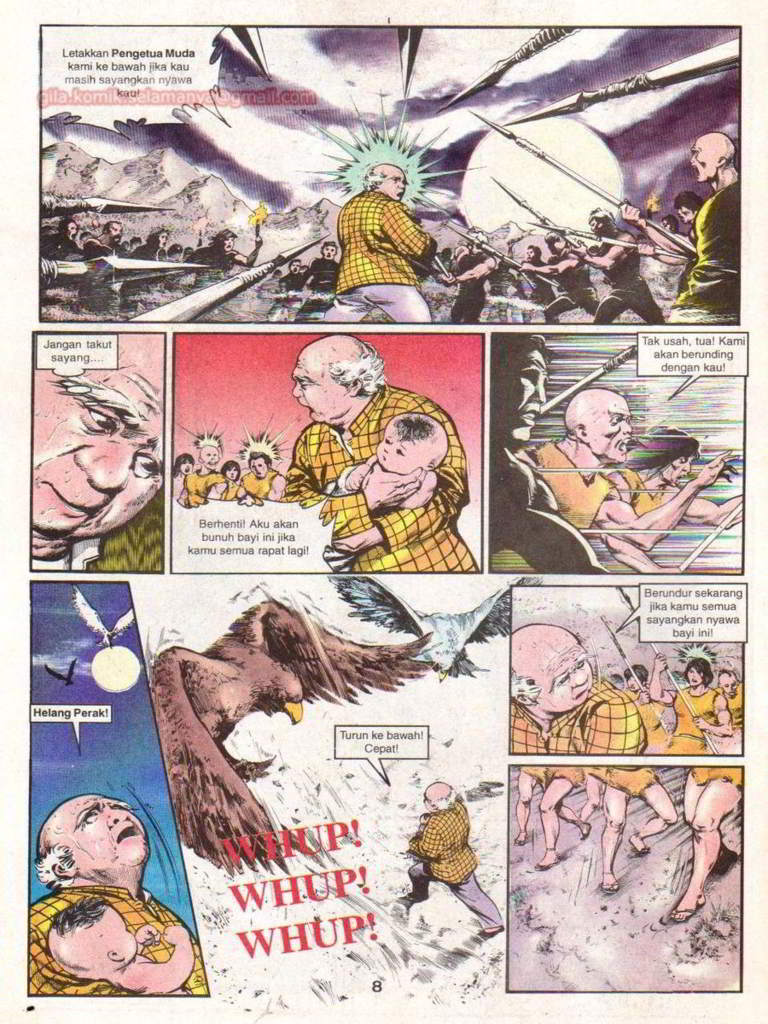 Letakkan Pengetua Muda
kami ke bawah jika kau
masih sayangkan nyawa
kau!
gila.komik.selamanya@gmail.com
Jangan takut
sayang....
Berhenti! Aku akan
bunuh bayi ini jika
kamu semua rapat lagi!
Tak usah, tua! Kami
akan berunding
dengan kau!
Helang Perak!
Turun ke bawah!
Cepat!
WHUP!
WHUP!
WHUP!
Berundur sekarang
jika kamu semua
sayangkan nyawa
bayi ini!
8